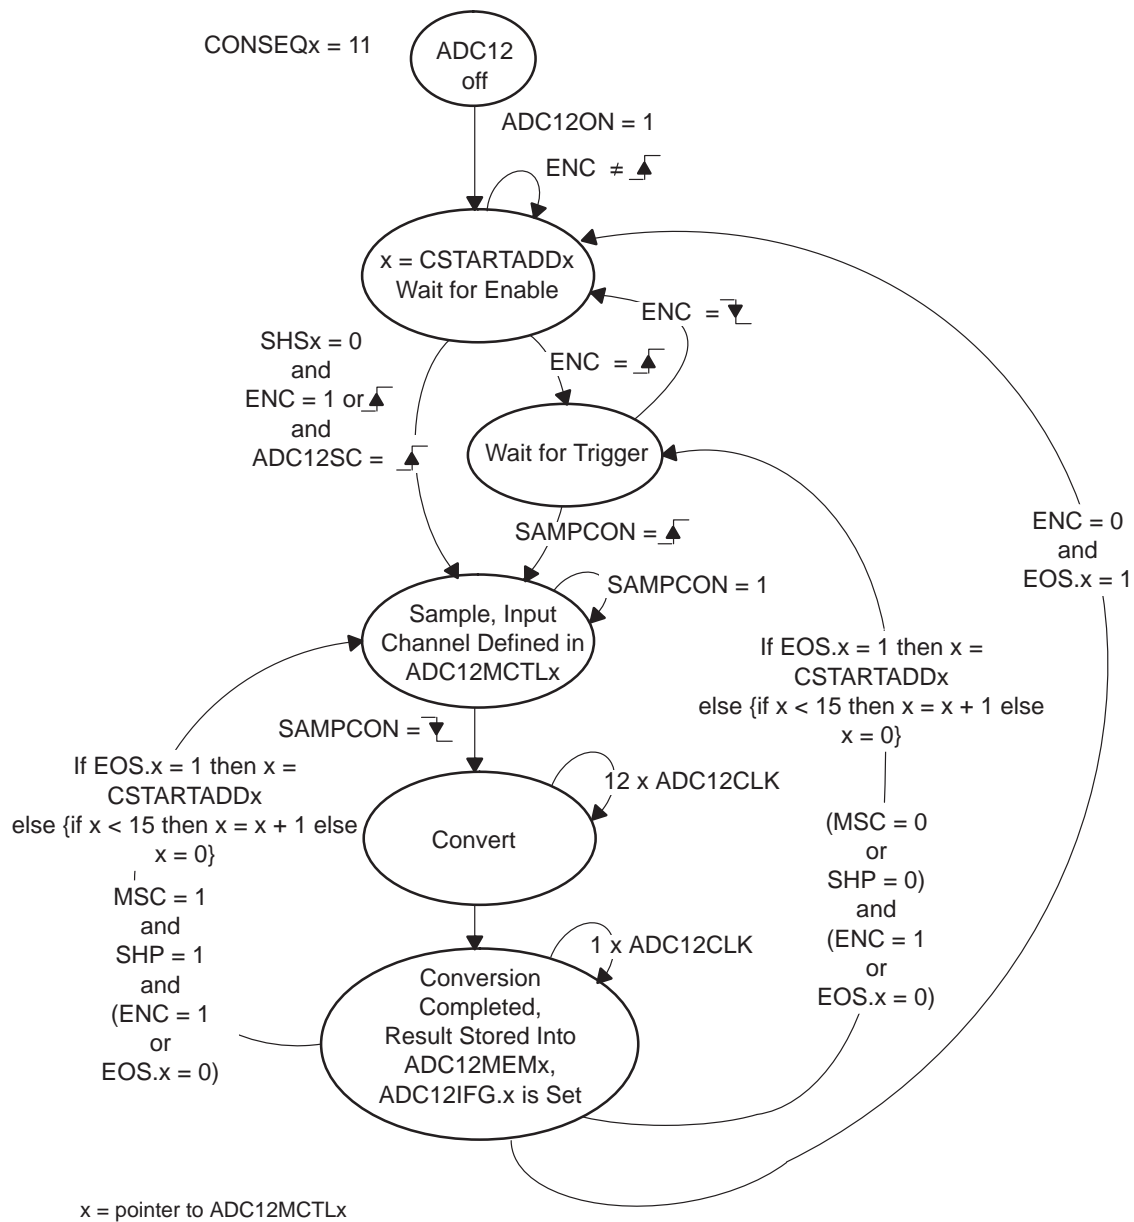 CONSEQx = 11
ADC12
off
ADC12ON = 1
ENC ≠
x = CSTARTADDx
Wait for Enable
ENC =
SHSx = 0
and
ENC = 1 or
and
ADC12SC =
ENC =
Wait for Trigger
SAMPCON =
ENC = 0
and
EOS.x = 1
SAMPCON = 1
Sample, Input
Channel Defined in
ADC12MCTLx
If EOS.x = 1 then x =
CSTARTADDx
else {if x < 15 then x = x + 1 else
x = 0}
SAMPCON =
If EOS.x = 1 then x =
CSTARTADDx
else {if x < 15 then x = x + 1 else
x = 0}
12 x ADC12CLK
Convert
(MSC = 0
or
SHP = 0)
and
(ENC = 1
or
EOS.x = 0)
MSC = 1
and
SHP = 1
and
(ENC = 1
or
EOS.x = 0)
1 x ADC12CLK
Conversion
Completed,
Result Stored Into
ADC12MEMx,
ADC12IFG.x is Set
x = pointer to ADC12MCTLx